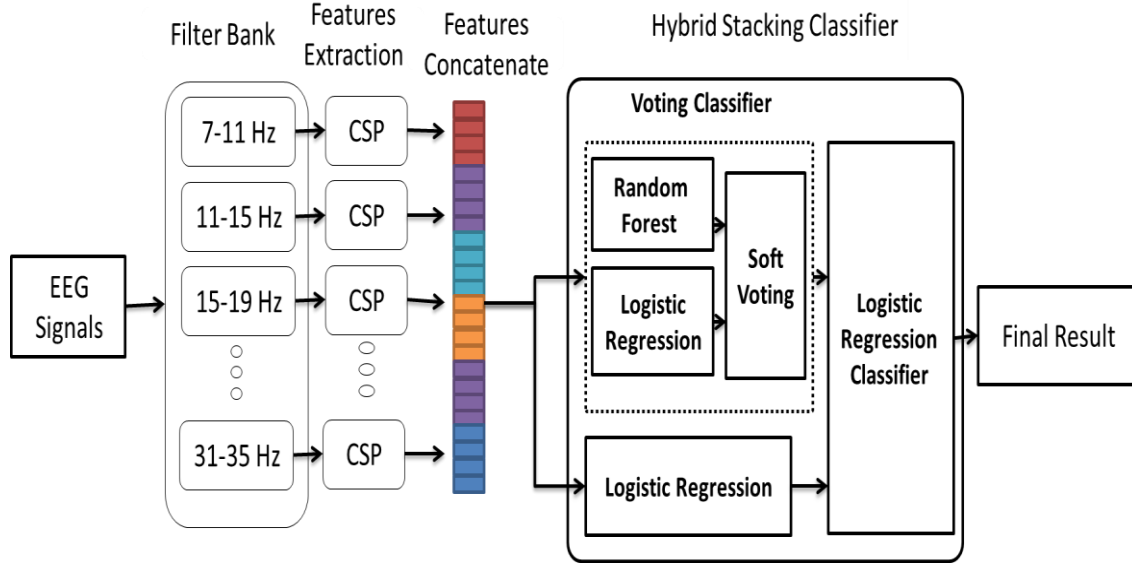 Filter Bank
Features
Extraction
Features
Concatenate
Hybrid Stacking Classifier
EEG
Signals
7-11 Hz
CSP
11-15 Hz
CSP
15-19 Hz
CSP
31-35 Hz
CSP
Voting Classifier
Random
Forest
Logistic
Regression
Soft
Voting
Logistic Regression
Logistic
Regression
Classifier
Final Result